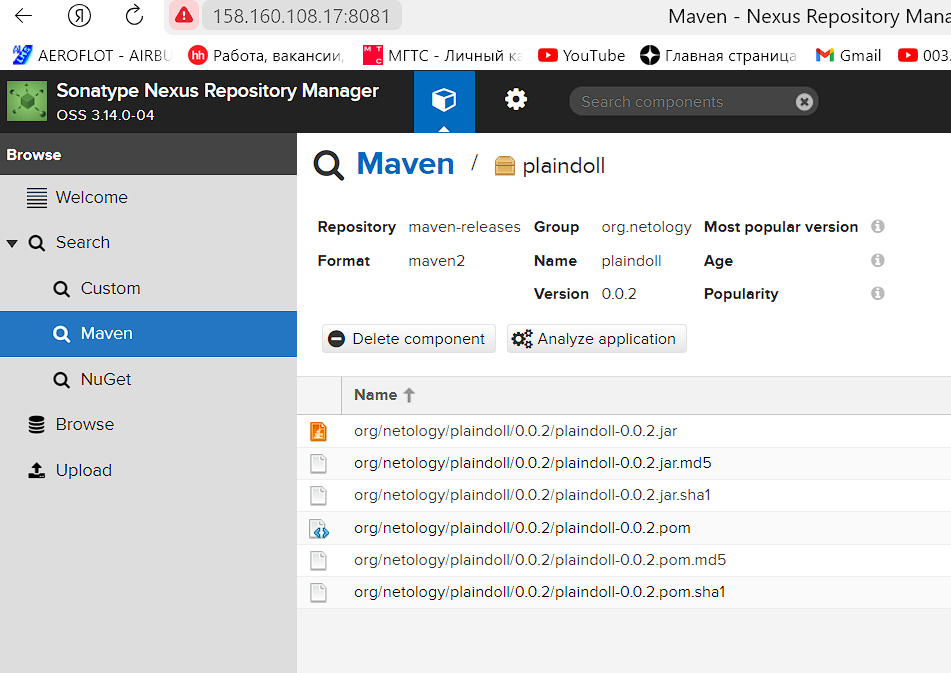 158.160.108.17:8081 Maven - Nexus Repository Mana
AEROFLOT - AIRBU Работа, вакансии, МГТС - Личный ка YouTube Главная страница Gmail 003.
Sonatype Nexus Repository Manager
OSS 3.14.0-04
Search components
Browse
Welcome
Search
Custom
Maven
NuGet
Browse
Upload
Maven / plaindoll
Repository maven-releases Group org.netology Most popular version
Format maven2 Name plaindoll Age
Version 0.0.2 Popularity
Delete component Analyze application
Name
org/netology/plaindoll/0.0.2/plaindoll-0.0.2.jar
org/netology/plaindoll/0.0.2/plaindoll-0.0.2.jar.md5
org/netology/plaindoll/0.0.2/plaindoll-0.0.2.jar.sha1
org/netology/plaindoll/0.0.2/plaindoll-0.0.2.pom
org/netology/plaindoll/0.0.2/plaindoll-0.0.2.pom.md5
org/netology/plaindoll/0.0.2/plaindoll-0.0.2.pom.sha1